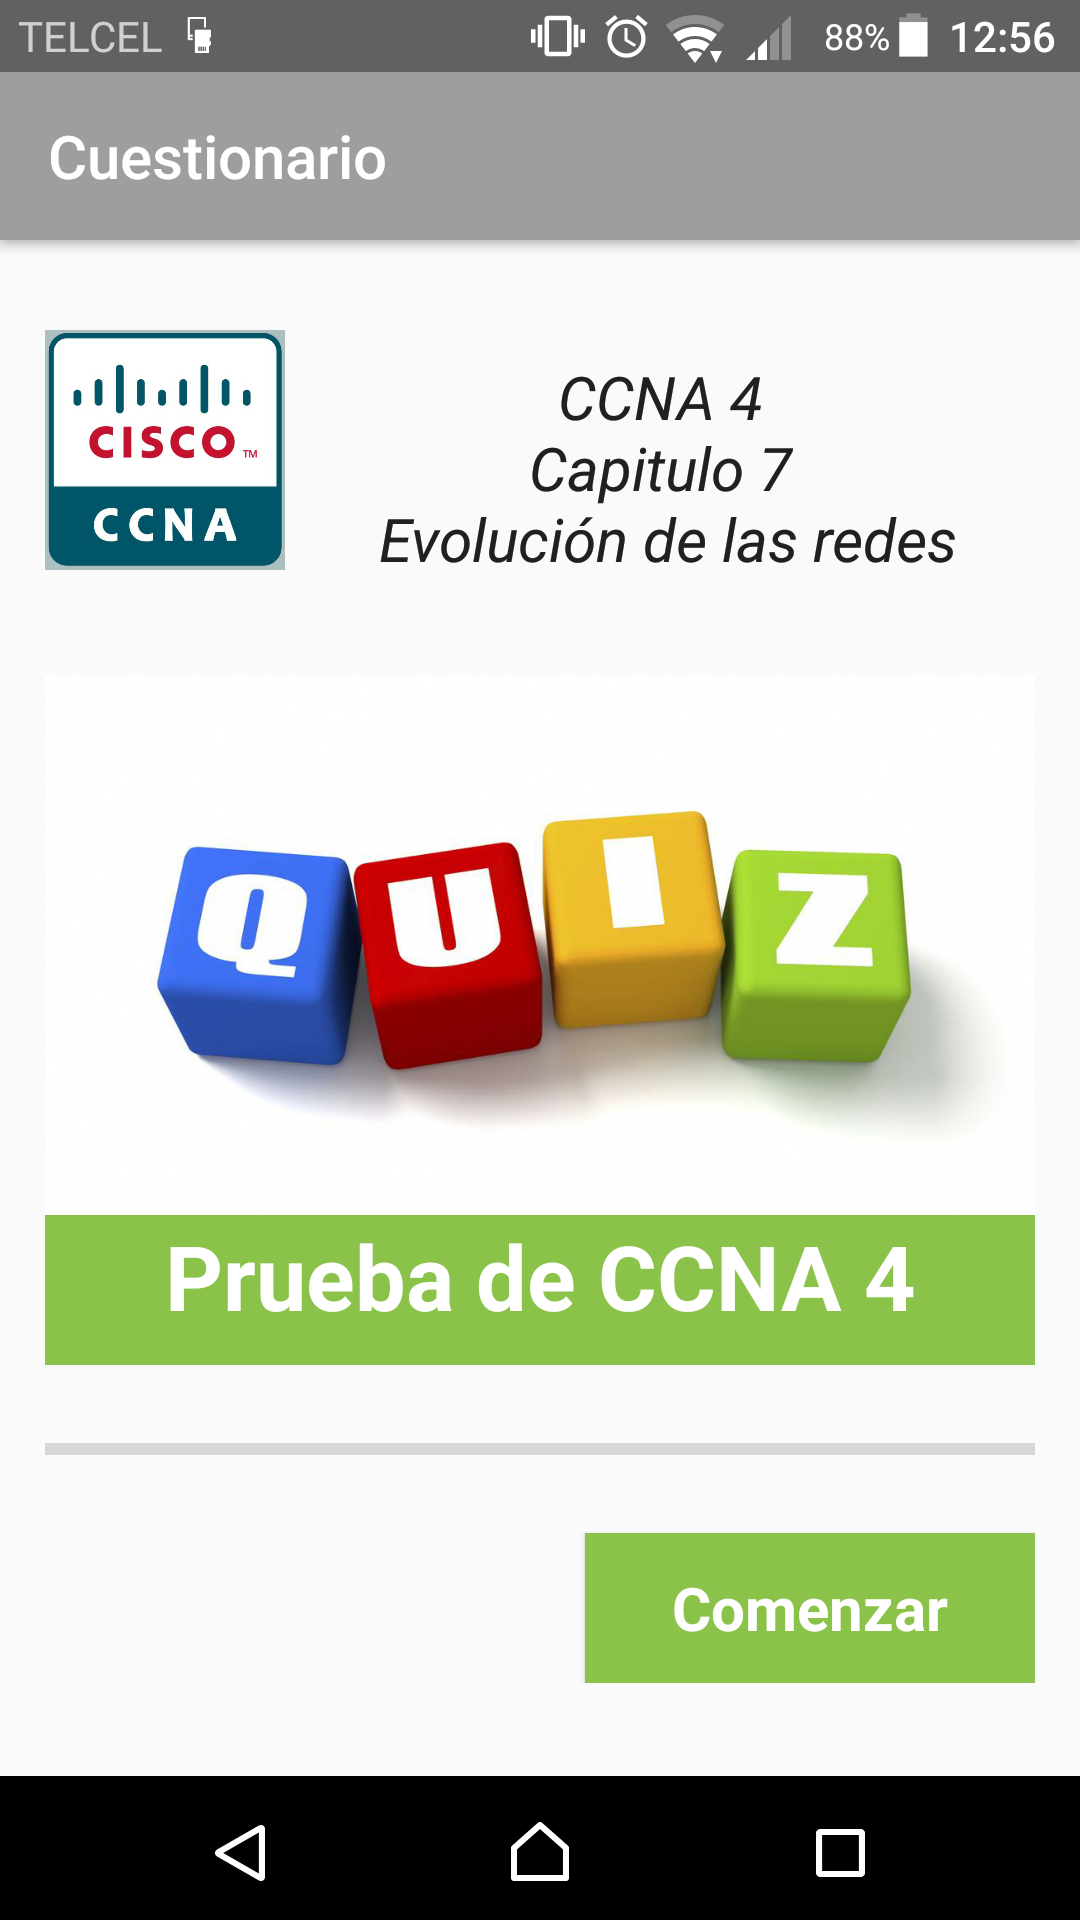 TELCEL 88% 12:56
Cuestionario
CISCO™
CCNA
CCNA 4
Capitulo 7
Evolución de las redes
QUIZ
Prueba de CCNA 4
Comenzar